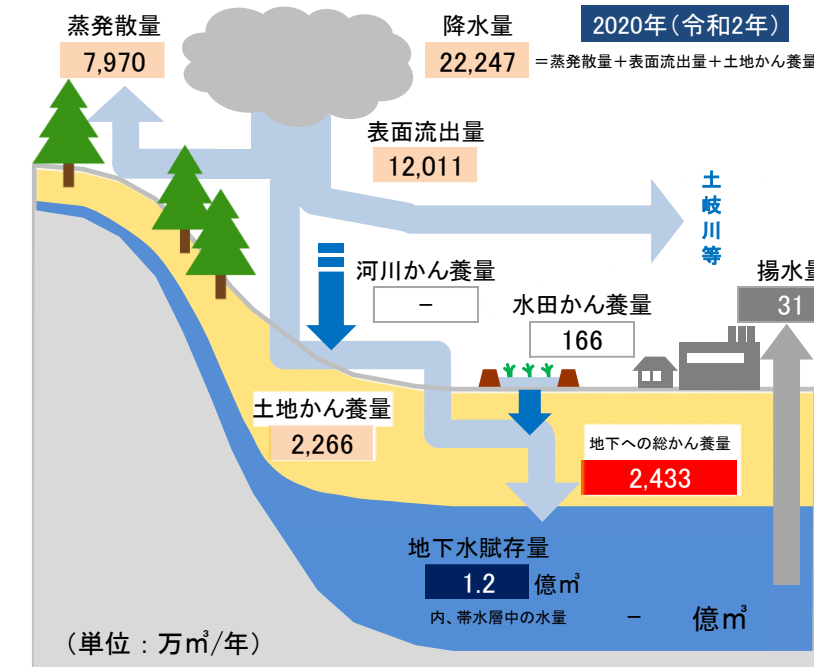 蒸発散量
7,970
降水量
22,247
2020年(令和2年)
＝蒸発散量＋表面流出量＋土地かん養量
表面流出量
12,011
土岐川等
河川かん養量
－
水田かん養量
166
揚水量
31
土地かん養量
2,266
地下への総かん養量
2,433
地下水賦存量
1.2 億㎥
内、帯水層中の水量 － 億㎥
(単位：万㎥/年)